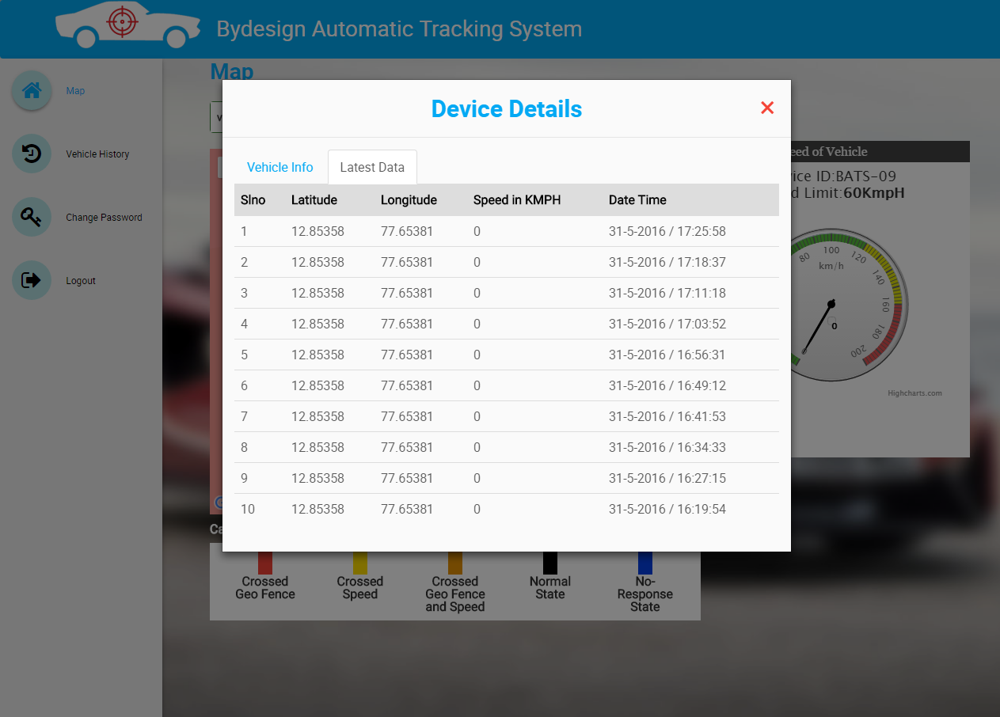 Bydesign Automatic Tracking System
Map
Map
Vehicle History
Change Password
Logout
Device Details
Vehicle Info
Latest Data
Slno Latitude Longitude Speed in KMPH Date Time
1 12.85358 77.65381 0 31-5-2016 / 17:25:58
2 12.85358 77.65381 0 31-5-2016 / 17:18:37
3 12.85358 77.65381 0 31-5-2016 / 17:11:18
4 12.85358 77.65381 0 31-5-2016 / 17:03:52
5 12.85358 77.65381 0 31-5-2016 / 16:56:31
6 12.85358 77.65381 0 31-5-2016 / 16:49:12
7 12.85358 77.65381 0 31-5-2016 / 16:41:53
8 12.85358 77.65381 0 31-5-2016 / 16:34:33
9 12.85358 77.65381 0 31-5-2016 / 16:27:15
10 12.85358 77.65381 0 31-5-2016 / 16:19:54
of Vehicle
ID:BATS-09
Limit:60KmpH
80
100
120
140
160
180
200
km/h
0
Highcharts.com
Crossed
Geo Fence
Crossed
Speed
Crossed
Geo Fence
and Speed
Normal
State
No-
Response
State